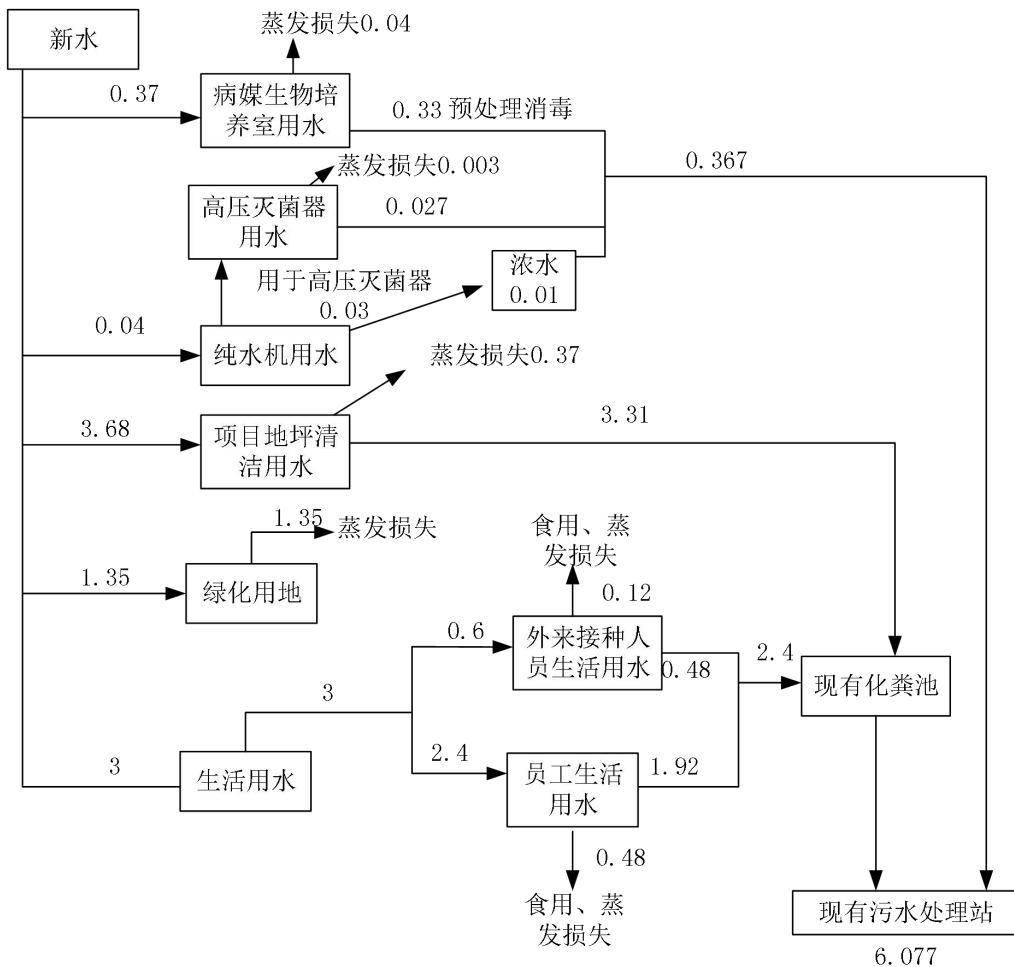 蒸发损失0.04
新水
0.37
病媒生物培
养室用水
0.33 预处理消毒
0.367
蒸发损失0.003
高压灭菌器
用水
0.027
用于高压灭菌器
0.03
浓水
0.01
0.04
纯水机用水
蒸发损失0.37
3.68
项目地坪清
洁用水
3.31
1.35
蒸发损失
1.35
绿化用地
食用、蒸
发损失
0.12
0.6
外来接种人
员生活用水
0.48
2.4
现有化粪池
3
3
生活用水
2.4
员工生活
用水
1.92
0.48
食用、蒸
发损失
现有污水处理站
6.077